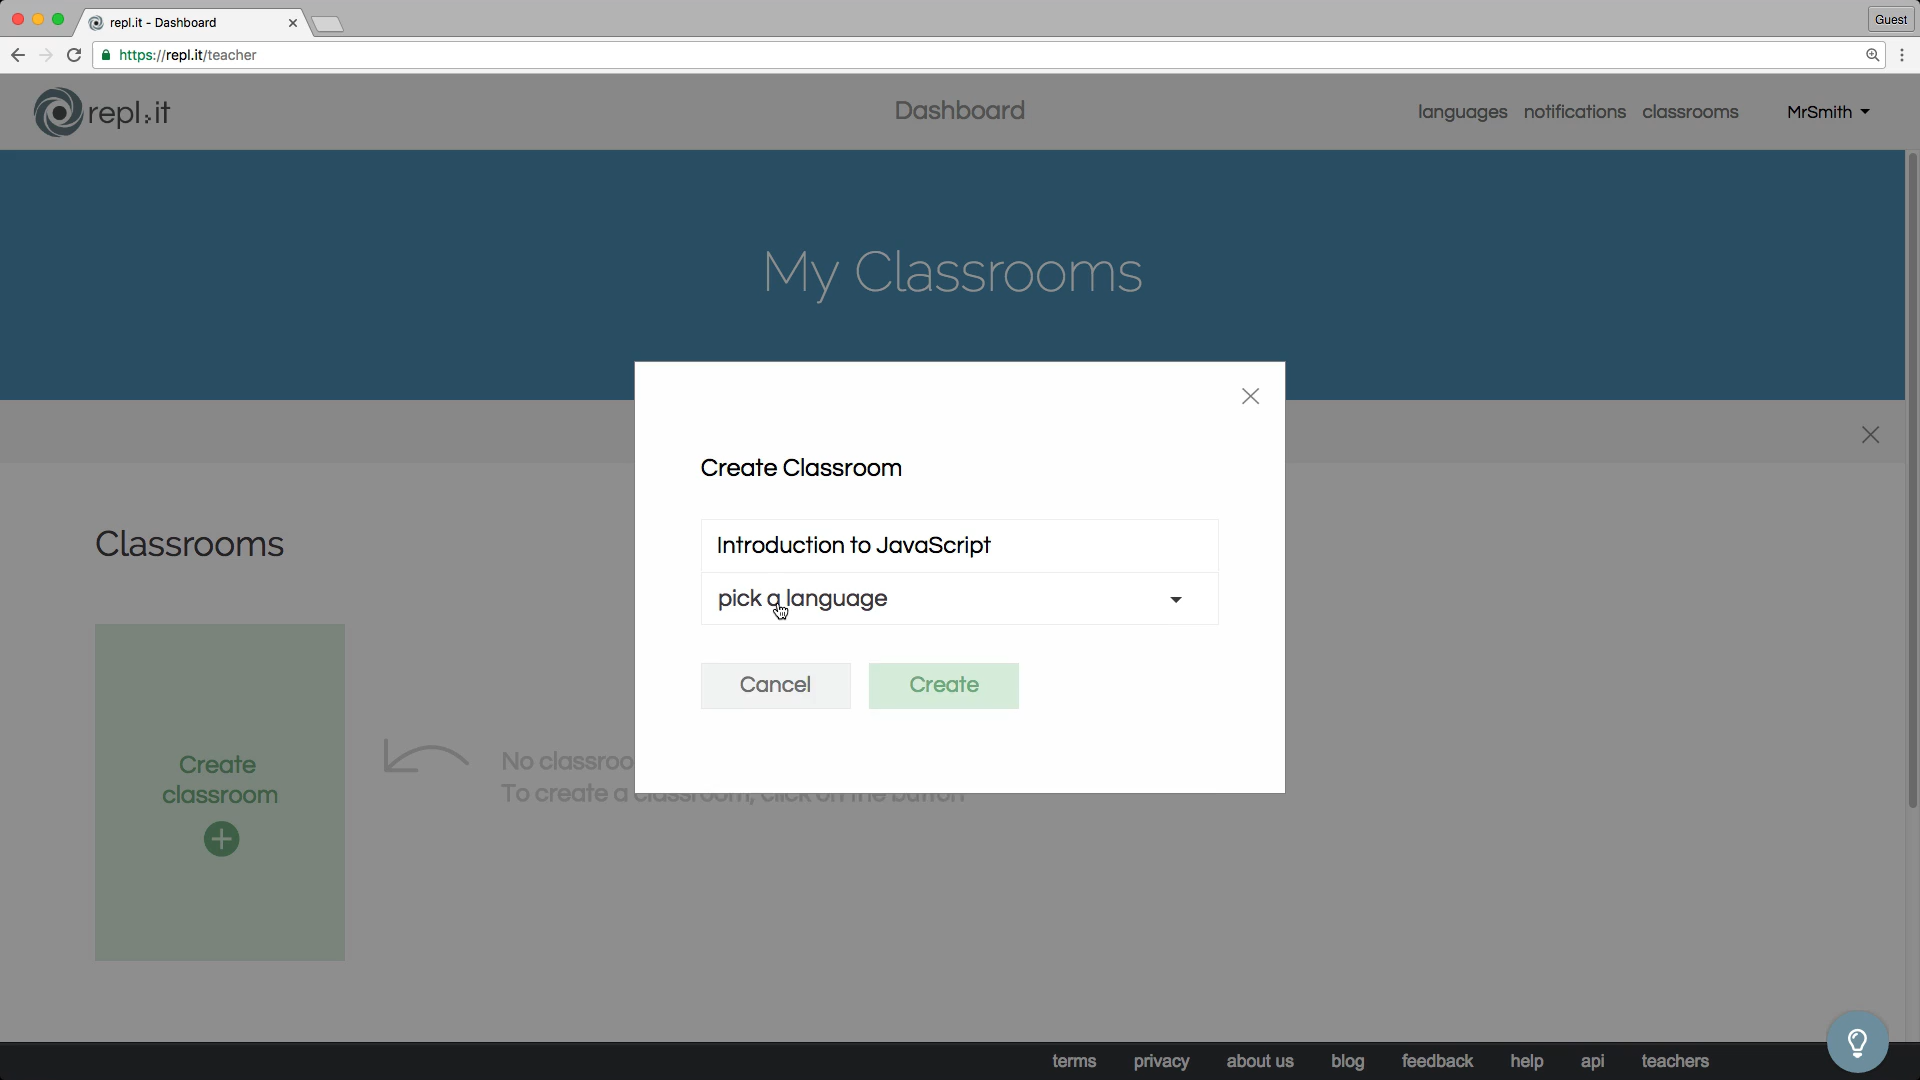 repl.it - Dashboard
Guest
https://repl.it/teacher
repl.it
Dashboard
languages notifications classrooms MrSmith
My Classrooms
Create Classroom
Introduction to JavaScript
pick a language
Cancel Create
Classrooms
Create
classroom
No classroo
To create a classroom, click on the button
terms privacy about us blog feedback help api teachers